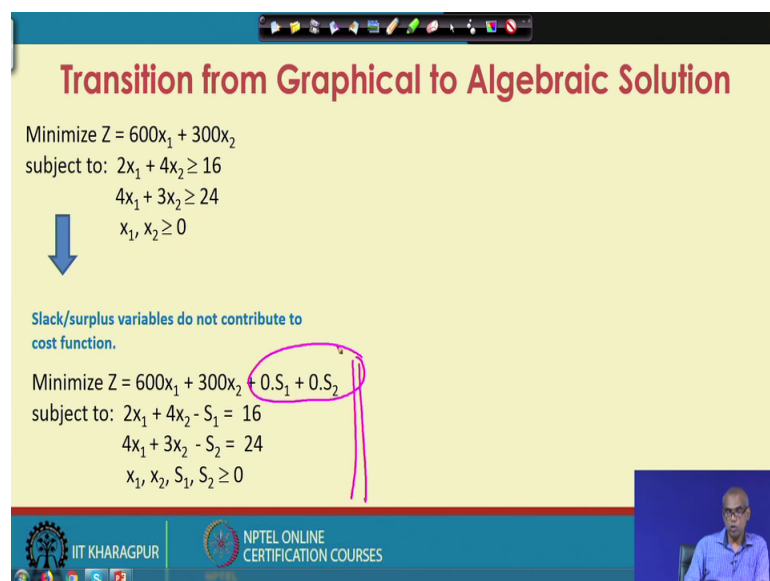 Transition from Graphical to Algebraic Solution
Minimize Z = 600x₁ + 300x₂
subject to: 2x₁ + 4x₂ ≥ 16
4x₁ + 3x₂ ≥ 24
x₁, x₂ ≥ 0
Slack/surplus variables do not contribute to
cost function.
Minimize Z = 600x₁ + 300x₂ + 0.S₁ + 0.S₂
subject to: 2x₁ + 4x₂ - S₁ = 16
4x₁ + 3x₂ - S₂ = 24
x₁, x₂, S₁, S₂ ≥ 0
IIT KHARAGPUR
NPTEL ONLINE
CERTIFICATION COURSES